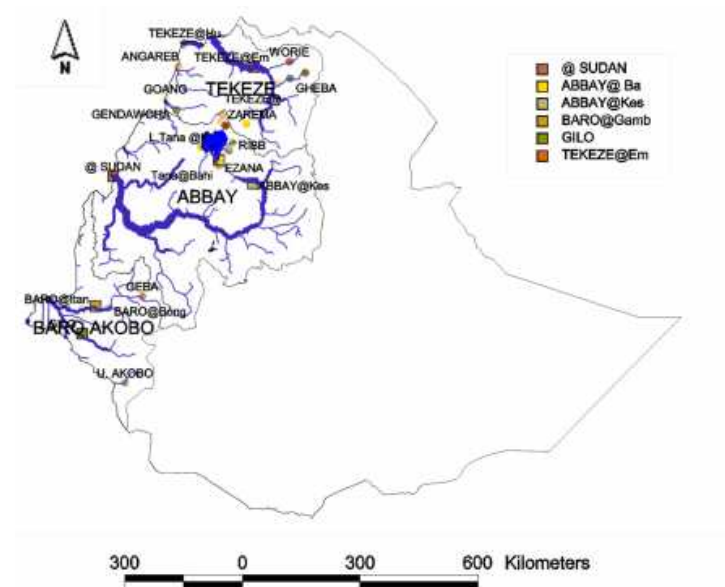 TEKEZE@Hu
ANGAREB
TEKEZE@Em
WORIE
GOANG
TEKEZE
GHEBA
GENDAWOHA
ZAREMA
L.Tana
RIBB
@ SUDAN
EZANA
Tana@Bahi
ABBAY@Kes
ABBAY
GEBA
BARO@Itan
BARO@Bong
BARO AKOBO
U. AKOBO
N
@ SUDAN
ABBAY@ Ba
ABBAY@Kes
BARO@Gamb
GILO
TEKEZE@Em
300 0 300 600 Kilometers